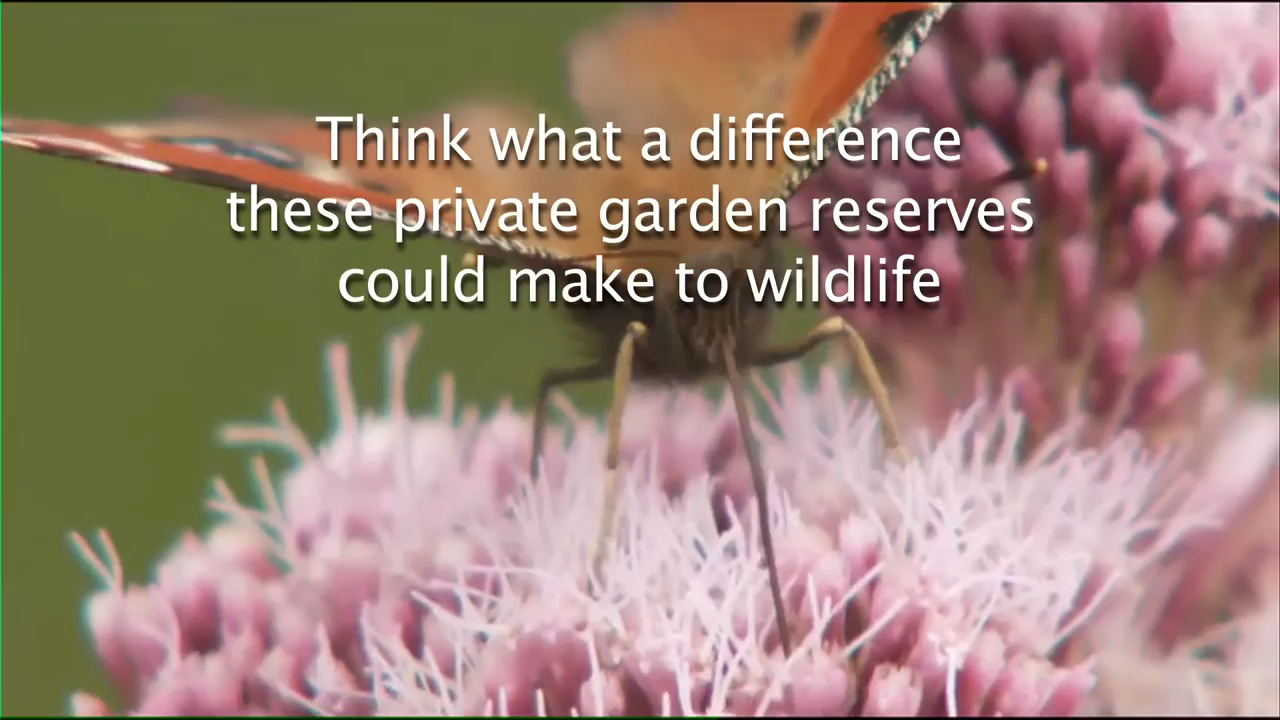 Think what a difference
these private garden reserves
could make to wildlife